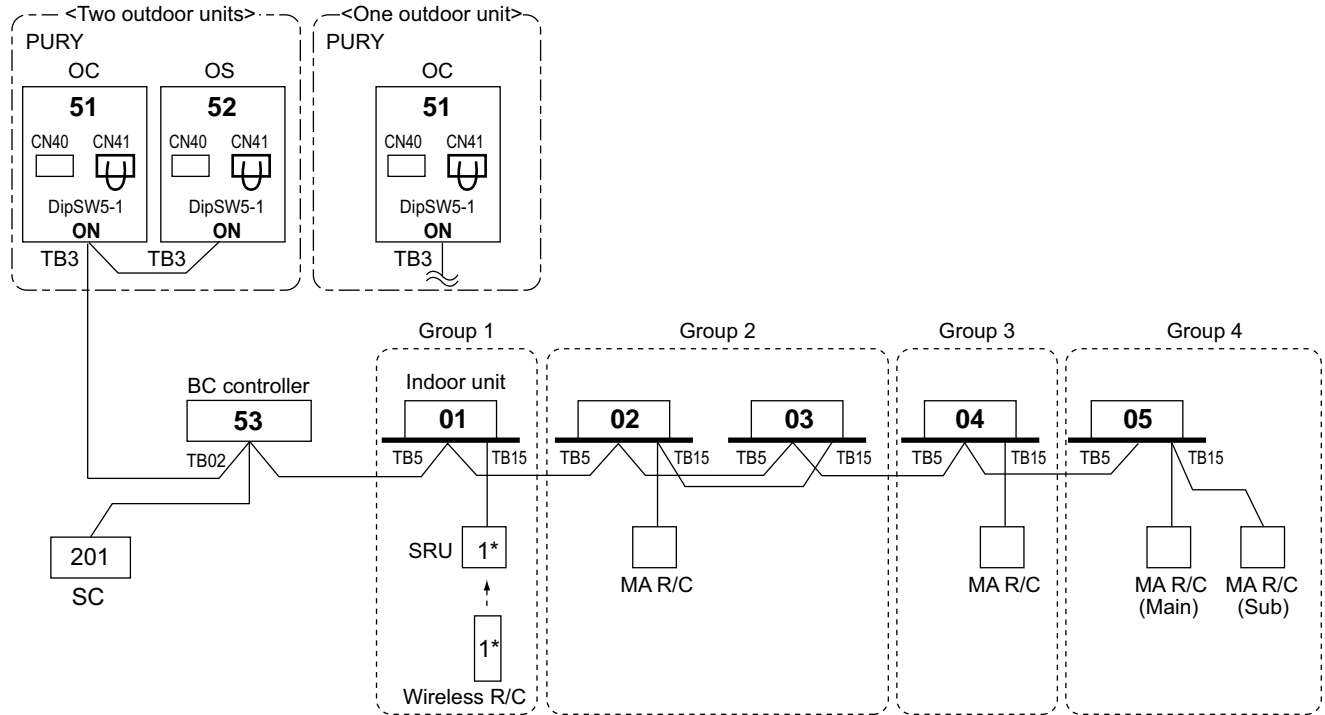 <Two outdoor units>
<One outdoor unit>
PURY
PURY
OC
OS
OC
51
52
51
CN40 CN41
CN40 CN41
CN40 CN41
DipSW5-1
DipSW5-1
DipSW5-1
ON
ON
ON
TB3
TB3
TB3
Group 1
Group 2
Group 3
Group 4
BC controller
Indoor unit
53
01
02
03
04
05
TB02
TB5
TB15
TB5
TB15
TB5
TB15
TB5
TB15
TB5
TB15
201
SC
SRU
1*
MA R/C
MA R/C
MA R/C
(Main)
MA R/C
(Sub)
1*
Wireless R/C